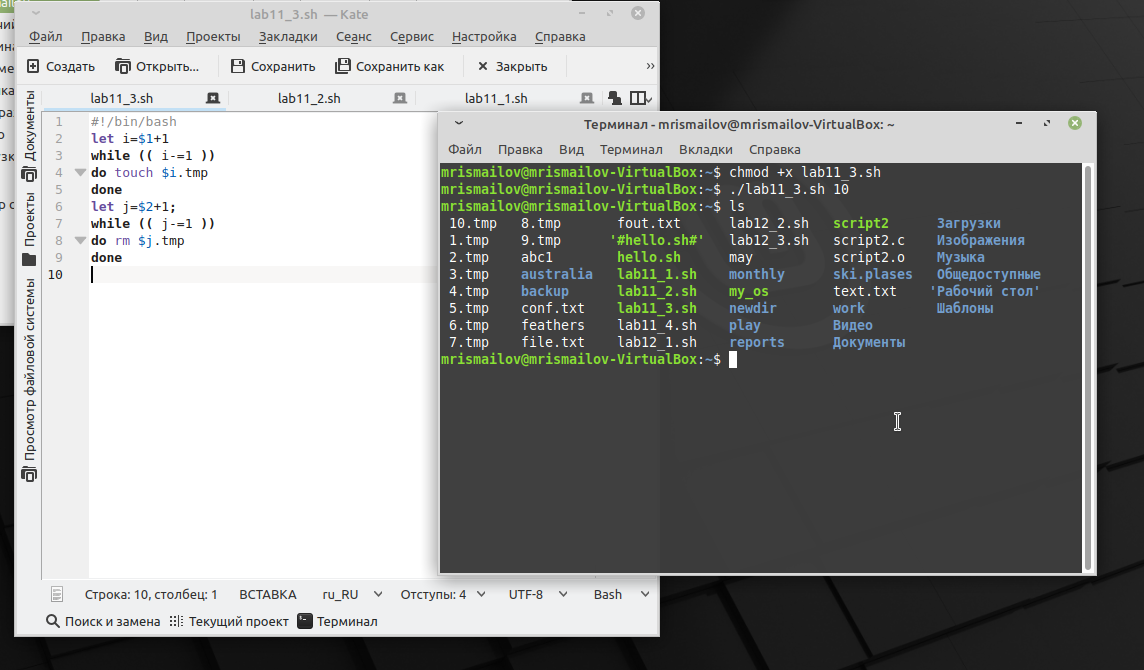 lab11_3.sh — Kate
Файл Правка Вид Проекты Закладки Сеанс Сервис Настройка Справка
Создать Открыть... Сохранить Сохранить как Закрыть
lab11_3.sh lab11_2.sh lab11_1.sh
Документы
Проекты
Просмотр файловой системы
1 #!/bin/bash
2 let i=$1+1
3 while (( i-=1 ))
4 do touch $i.tmp
5 done
6 let j=$2+1;
7 while (( j-=1 ))
8 do rm $j.tmp
9 done
10
Строка: 10, столбец: 1 ВСТАВКА ru_RU Отступы: 4 UTF-8 Bash
Поиск и замена Текущий проект Терминал
Терминал - mrismailov@mrismailov-VirtualBox: ~
Файл Правка Вид Терминал Вкладки Справка
mrismailov@mrismailov-VirtualBox:~$ chmod +x lab11_3.sh
mrismailov@mrismailov-VirtualBox:~$ ./lab11_3.sh 10
mrismailov@mrismailov-VirtualBox:~$ ls
10.tmp 8.tmp fout.txt lab12_2.sh script2 Загрузки
1.tmp 9.tmp '#hello.sh#' lab12_3.sh script2.c Изображения
2.tmp abc1 hello.sh may script2.o Музыка
3.tmp australia lab11_1.sh monthly ski.plases Общедоступные
4.tmp backup lab11_2.sh my_os text.txt 'Рабочий стол'
5.tmp conf.txt lab11_3.sh newdir work Шаблоны
6.tmp feathers lab11_4.sh play Видео
7.tmp file.txt lab12_1.sh reports Документы
mrismailov@mrismailov-VirtualBox:~$